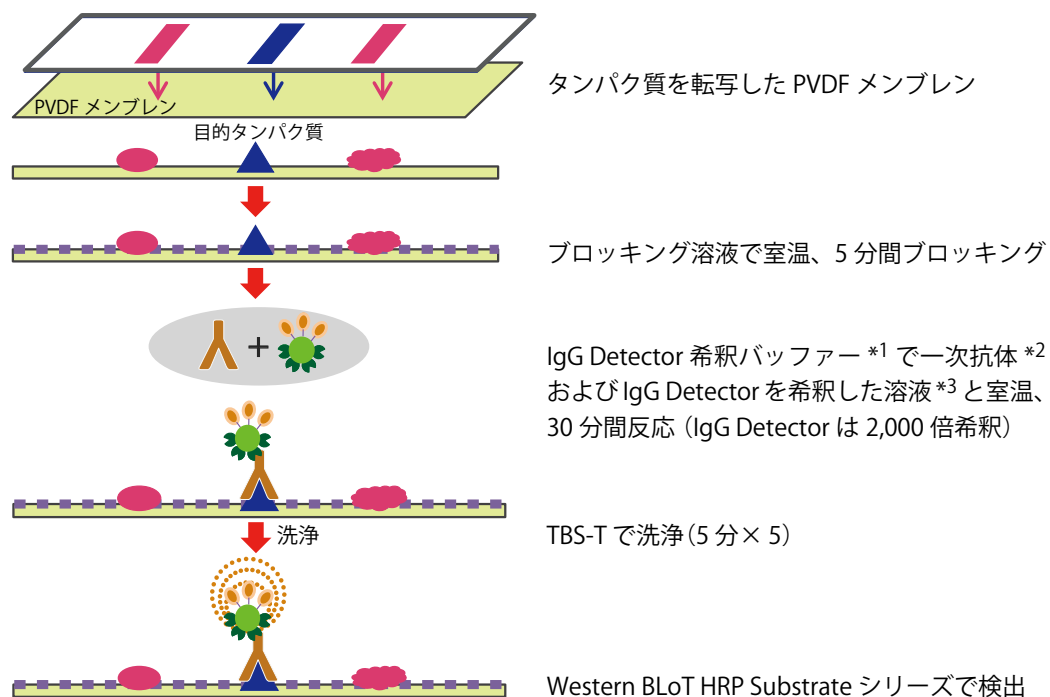 タンパク質を転写した PVDF メンブレン
PVDF メンブレン
目的タンパク質
ブロッキング溶液で室温、5 分間ブロッキング
+
IgG Detector 希釈バッファー *1 で一次抗体 *2
および IgG Detector を希釈した溶液 *3 と室温、
30 分間反応（IgG Detector は 2,000 倍希釈）
洗浄
TBS-T で洗浄（5 分× 5）
Western BLoT HRP Substrate シリーズで検出